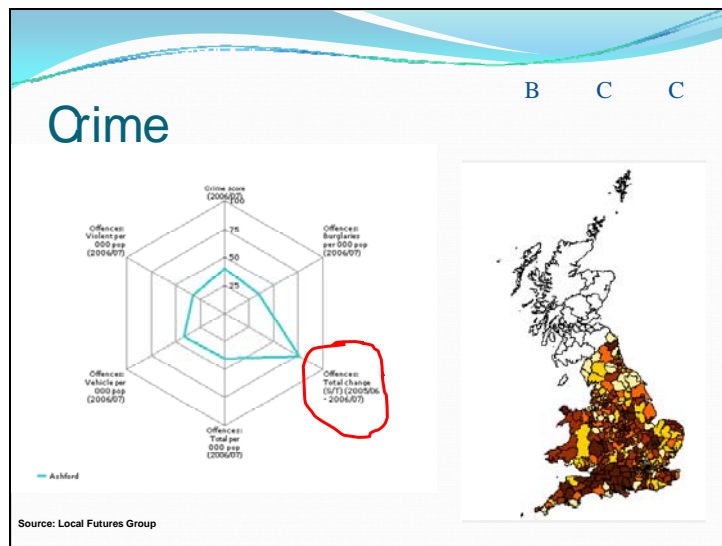 B C C
Crime
Crime score
(2006/07)
100
75
50
25
Offences:
Burglaries
per 000 pop
(2006/07)
Offences:
Total change
(S/T) (2005/06
- 2006/07)
Offences:
Total per
000 pop
(2006/07)
Offences:
Vehicle per
000 pop
(2006/07)
Offences:
Violent per
000 pop
(2006/07)
Ashford
Source: Local Futures Group